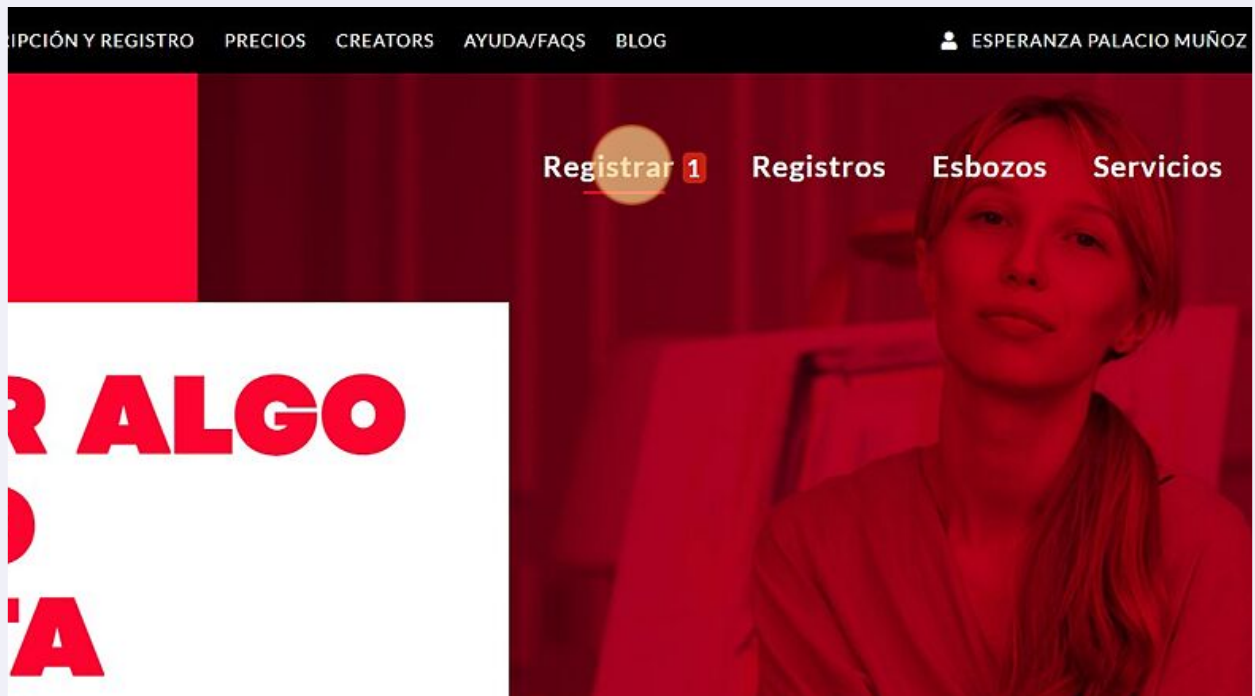 RIPCIÓN Y REGISTRO PRECIOS CREATORS AYUDA/FAQS BLOG ESPERANZA PALACIO MUÑOZ
Registrar 1 Registros Esbozos Servicios
R ALGO
O
TA